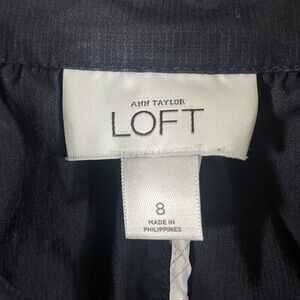 ANN TAYLOR
LOFT
8
MADE IN
PHILIPPINES